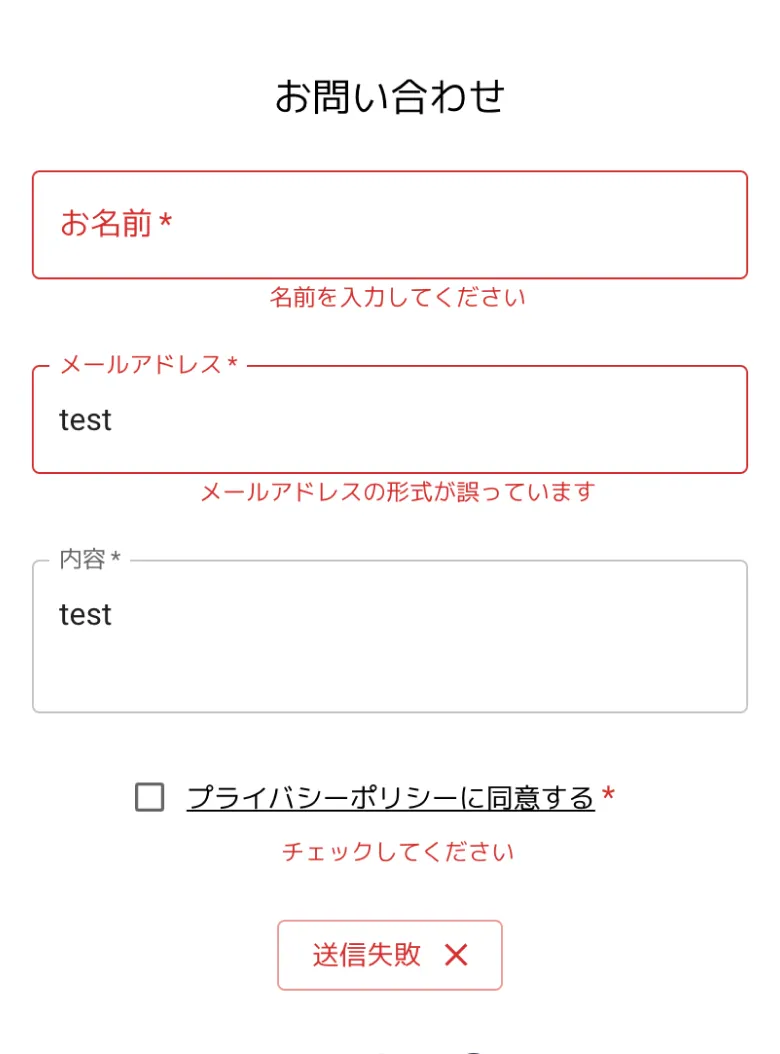 お問い合わせ
お名前 *
名前を入力してください
メールアドレス *
test
メールアドレスの形式が誤っています
内容 *
test
プライバシーポリシーに同意する *
チェックしてください
送信失敗